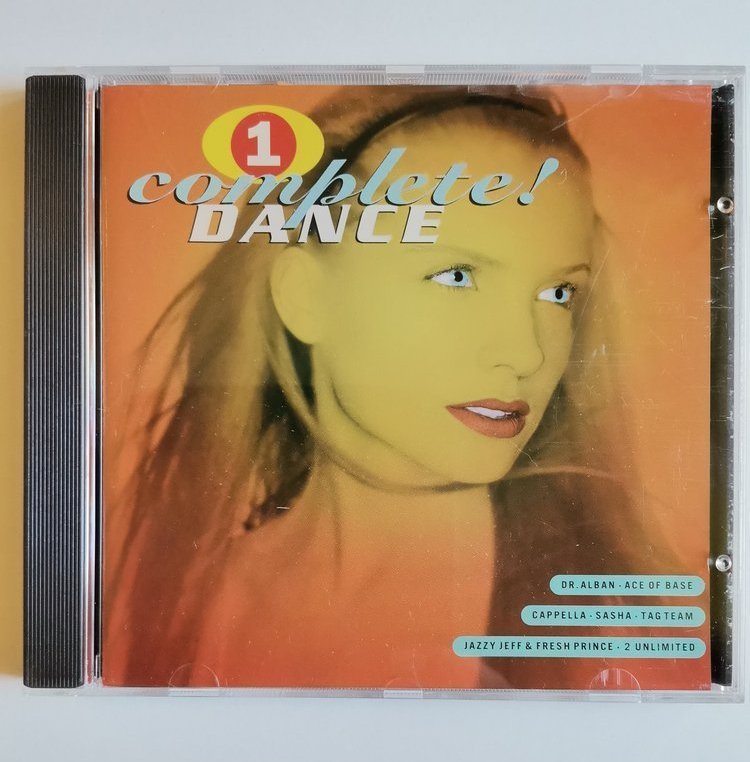 1
complete!
DANCE
DR. ALBAN · ACE OF BASE
CAPPELLA · SASHA · TAG TEAM
JAZZY JEFF & FRESH PRINCE · 2 UNLIMITED